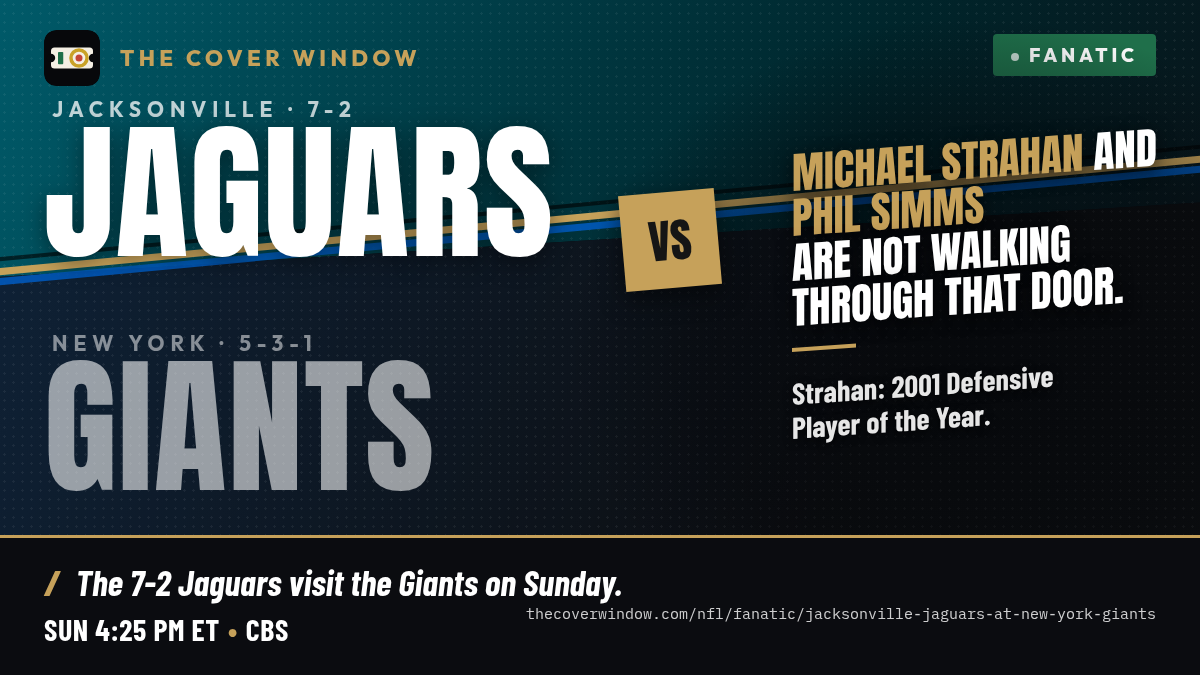 THE COVER WINDOW
FANATIC
JACKSONVILLE · 7-2
JAGUARS
VS
NEW YORK · 5-3-1
GIANTS
MICHAEL STRAHAN AND
PHIL SIMMS
ARE NOT WALKING
THROUGH THAT DOOR.
Strahan: 2001 Defensive
Player of the Year.
/ The 7-2 Jaguars visit the Giants on Sunday.
SUN 4:25 PM ET • CBS
thecoverwindow.com/nfl/fanatic/jacksonville-jaguars-at-new-york-giants